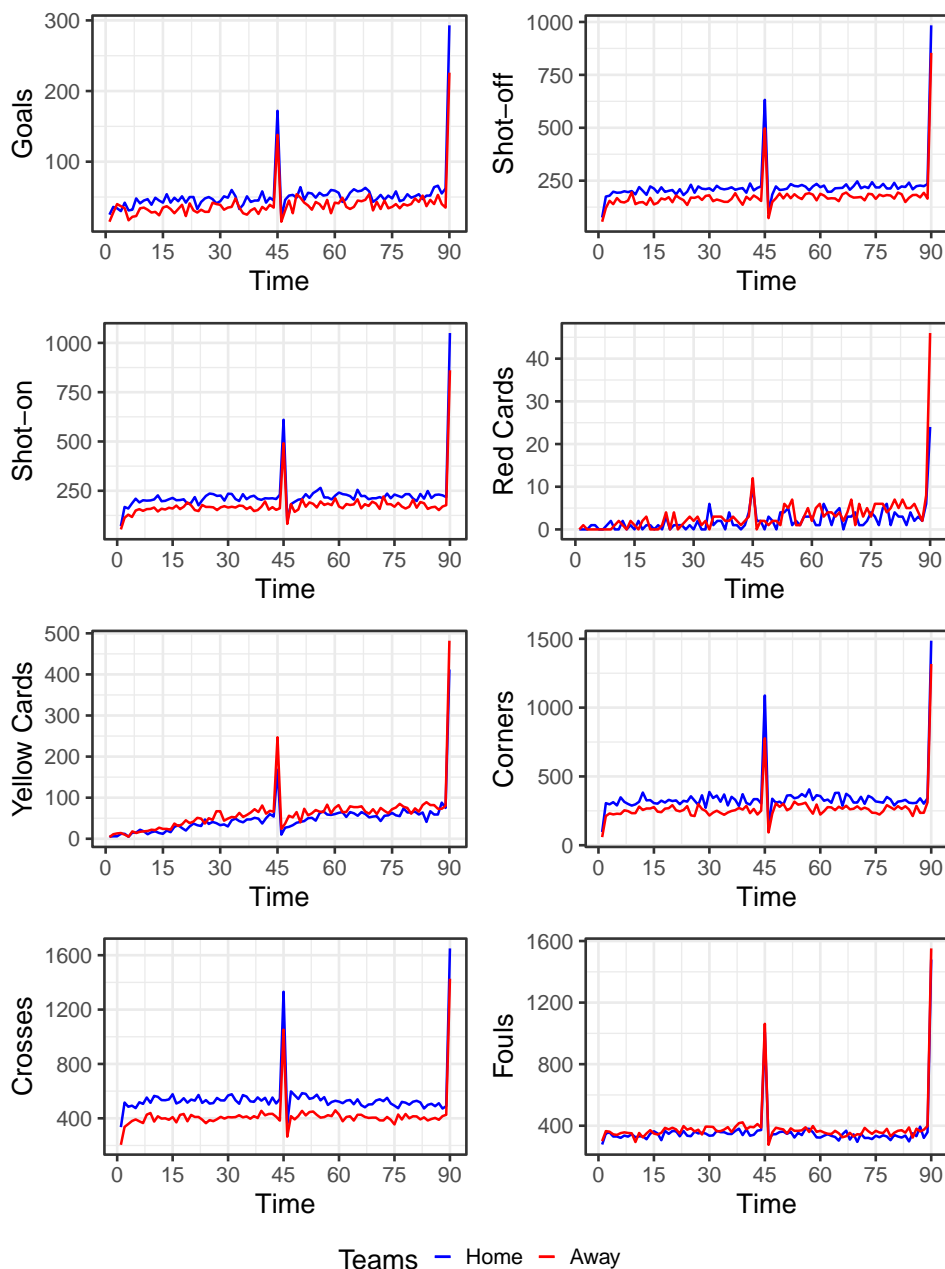 Goals
300
200
100
0 15 30 45 60 75 90
Time
Shot−off
1000
750
500
250
0 15 30 45 60 75 90
Time
Shot−on
1000
750
500
250
0 15 30 45 60 75 90
Time
Red Cards
40
30
20
10
0
0 15 30 45 60 75 90
Time
Yellow Cards
500
400
300
200
100
0
0 15 30 45 60 75 90
Time
Corners
1500
1000
500
0
0 15 30 45 60 75 90
Time
Crosses
1600
1200
800
400
0 15 30 45 60 75 90
Time
Fouls
1600
1200
800
400
0 15 30 45 60 75 90
Time
Teams Home Away